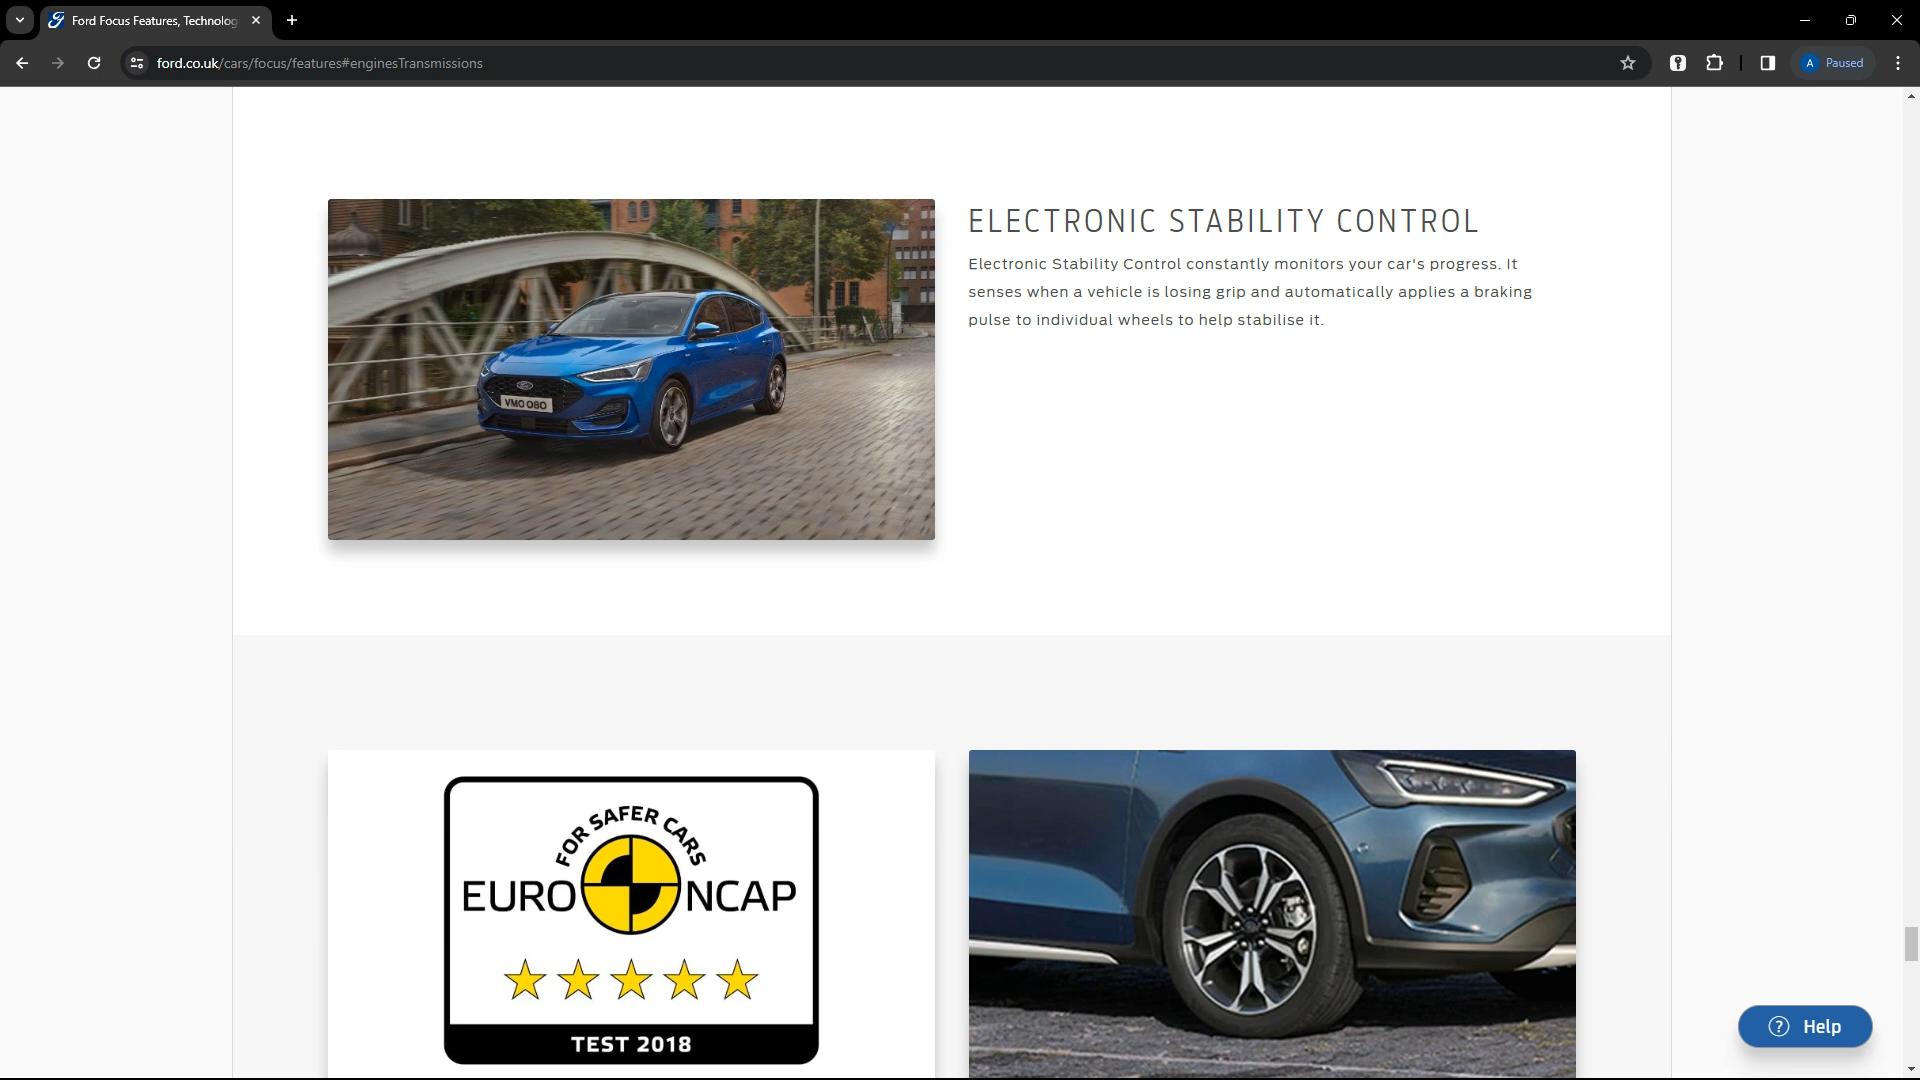 Ford Focus Features, Technolog
ford.co.uk/cars/focus/features#enginesTransmissions
A Paused
ELECTRONIC STABILITY CONTROL
Electronic Stability Control constantly monitors your car's progress. It
senses when a vehicle is losing grip and automatically applies a braking
pulse to individual wheels to help stabilise it.
Ford
VMO 080
FOR SAFER CARS
EURO NCAP
TEST 2018
? Help